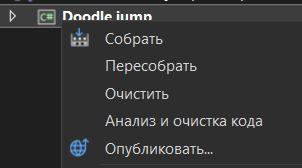 C# Doodle jump
Собрать
Пересобрать
Очистить
Анализ и очистка кода
Опубликовать...